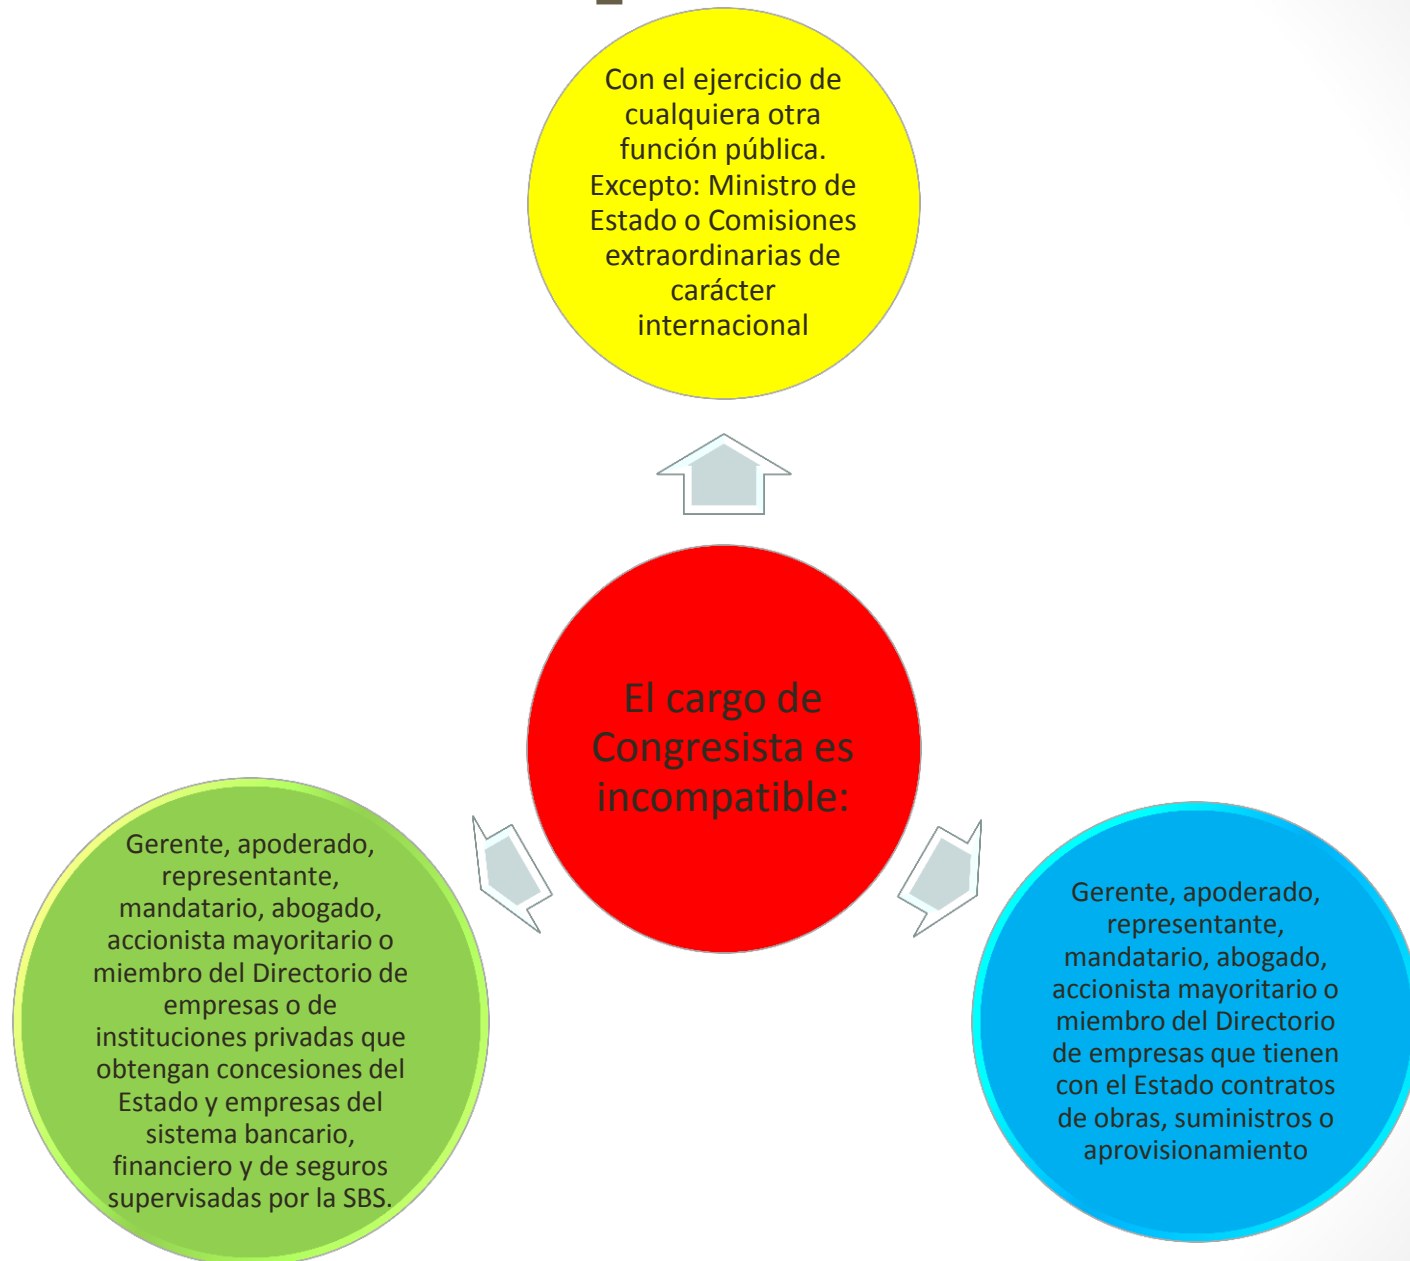 Con el ejercicio de
cualquiera otra
función pública.
Excepto: Ministro de
Estado o Comisiones
extraordinarias de
carácter
internacional
El cargo de
Congresista es
incompatible:
Gerente, apoderado,
representante,
mandatario, abogado,
accionista mayoritario o
miembro del Directorio de
empresas o de
instituciones privadas que
obtengan concesiones del
Estado y empresas del
sistema bancario,
financiero y de seguros
supervisadas por la SBS.
Gerente, apoderado,
representante,
mandatario, abogado,
accionista mayoritario o
miembro del Directorio
de empresas que tienen
con el Estado contratos
de obras, suministros o
aprovisionamiento